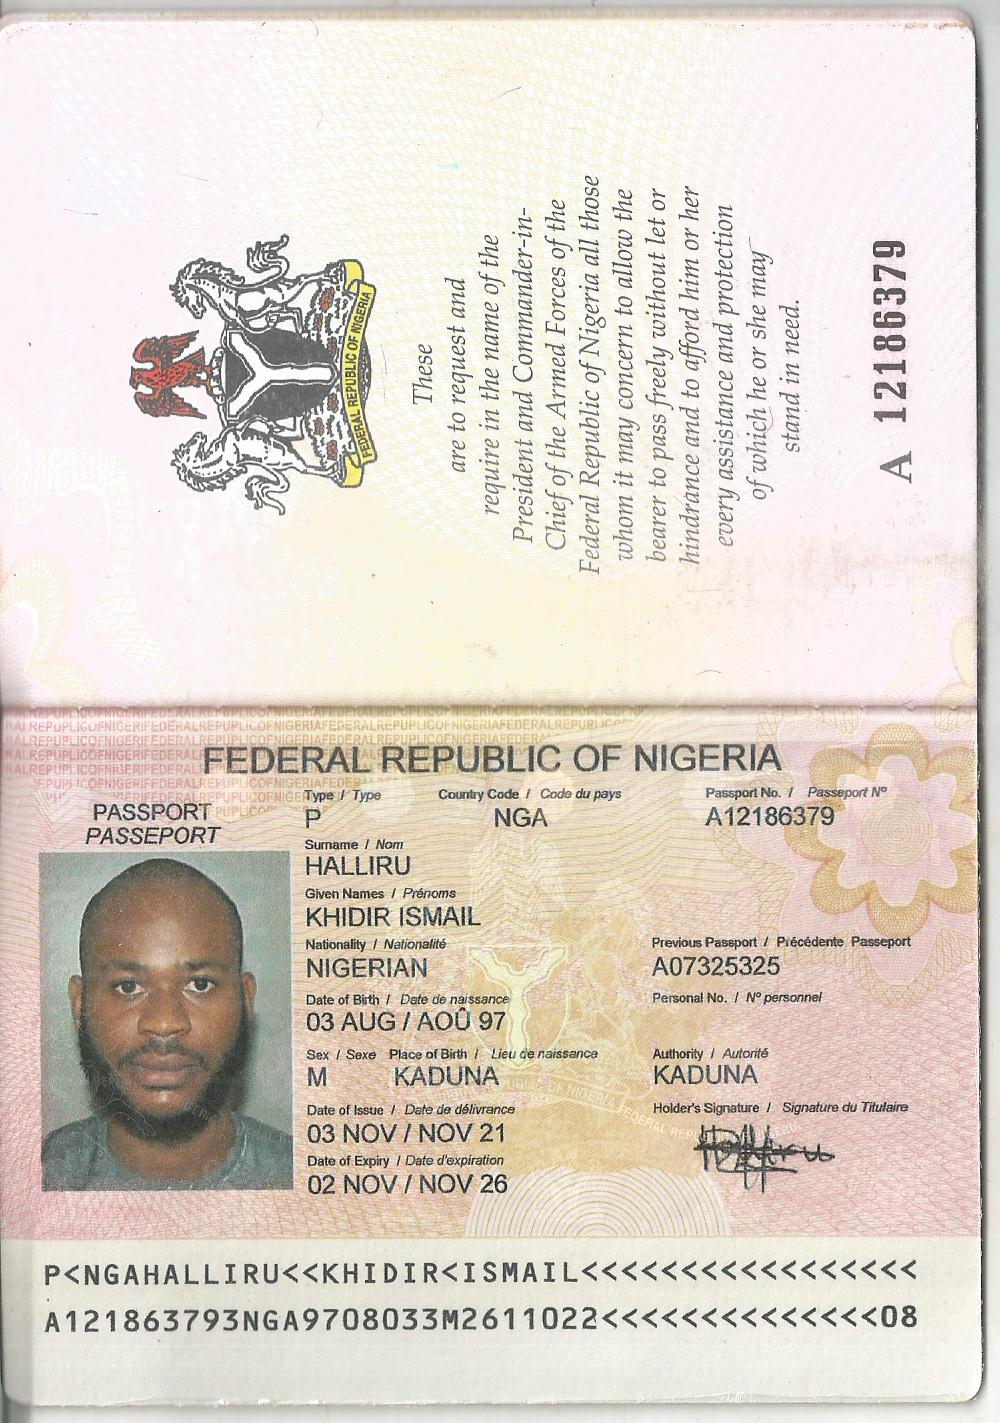 FEDERAL REPUBLIC OF NIGERIA
These
are to request and
require in the name of the
President and Commander-in-
Chief of the Armed Forces of the
Federal Republic of Nigeria all those
whom it may concern to allow the
bearer to pass freely without let or
hindrance and to afford him or her
every assistance and protection
of which he or she may
stand in need.
A 12186379
FEDERAL REPUBLIC OF NIGERIA
PASSPORT
PASSEPORT
Type / Type Country Code / Code du pays Passport No. / Passeport Nº
P NGA A12186379
Surname / Nom
HALLIRU
Given Names / Prénoms
KHIDIR ISMAIL
Nationality / Nationalité Previous Passport / Précédente Passeport
NIGERIAN A07325325
Date of Birth / Date de naissance Personal No. / Nº personnel
03 AUG / AOÛ 97
Sex / Sexe Place of Birth / Lieu de naissance Authority / Autorité
M KADUNA KADUNA
Date of Issue / Date de délivrance Holder's Signature / Signature du Titulaire
03 NOV / NOV 21
Date of Expiry / Date d'expiration
02 NOV / NOV 26
P<NGAHALLIRU<<KHIDIR<ISMAIL<<<<<<<<<<<<<<<<<
A121863793NGA9708033M2611022<<<<<<<<<<<<<<08